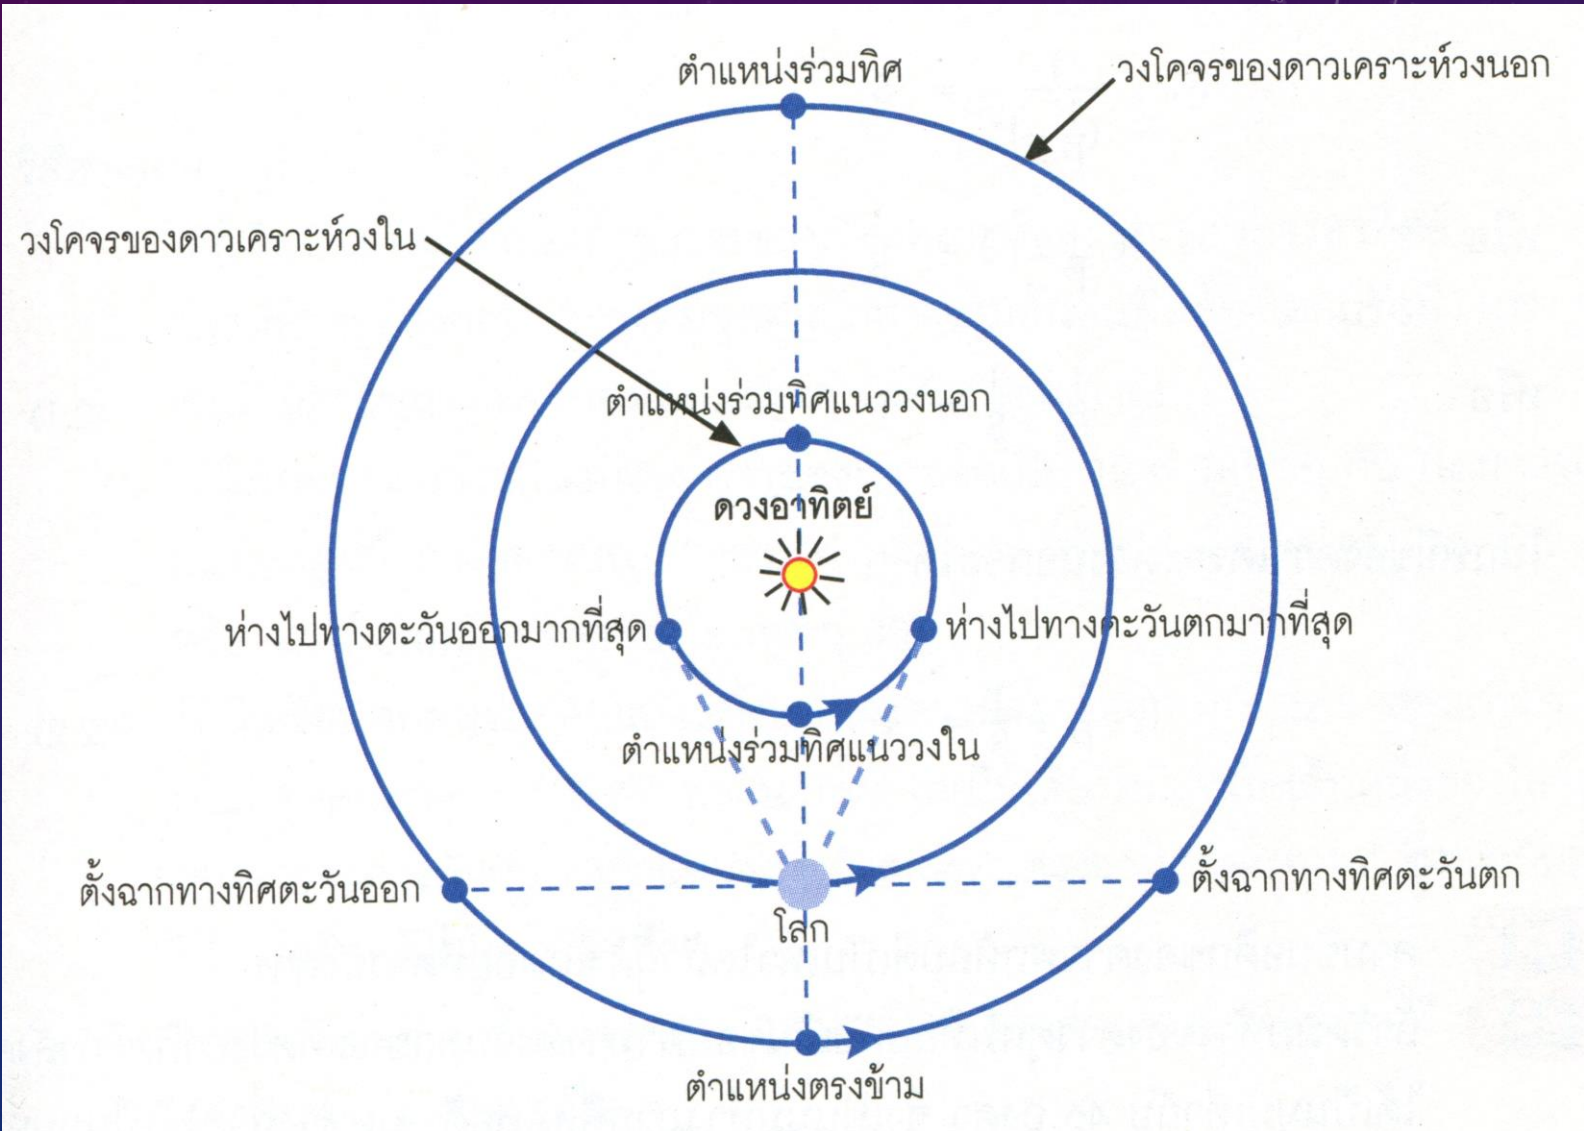 ตำแหน่งร่วมทิศ
วงโคจรของดาวเคราะห์วงนอก
วงโคจรของดาวเคราะห์วงใน
ตำแหน่งร่วมทิศแนววงนอก
ดวงอาทิตย์
ห่างไปทางตะวันออกมากที่สุด
ห่างไปทางตะวันตกมากที่สุด
ตำแหน่งร่วมทิศแนววงใน
ตั้งฉากทางทิศตะวันออก
ตั้งฉากทางทิศตะวันตก
โลก
ตำแหน่งตรงข้าม